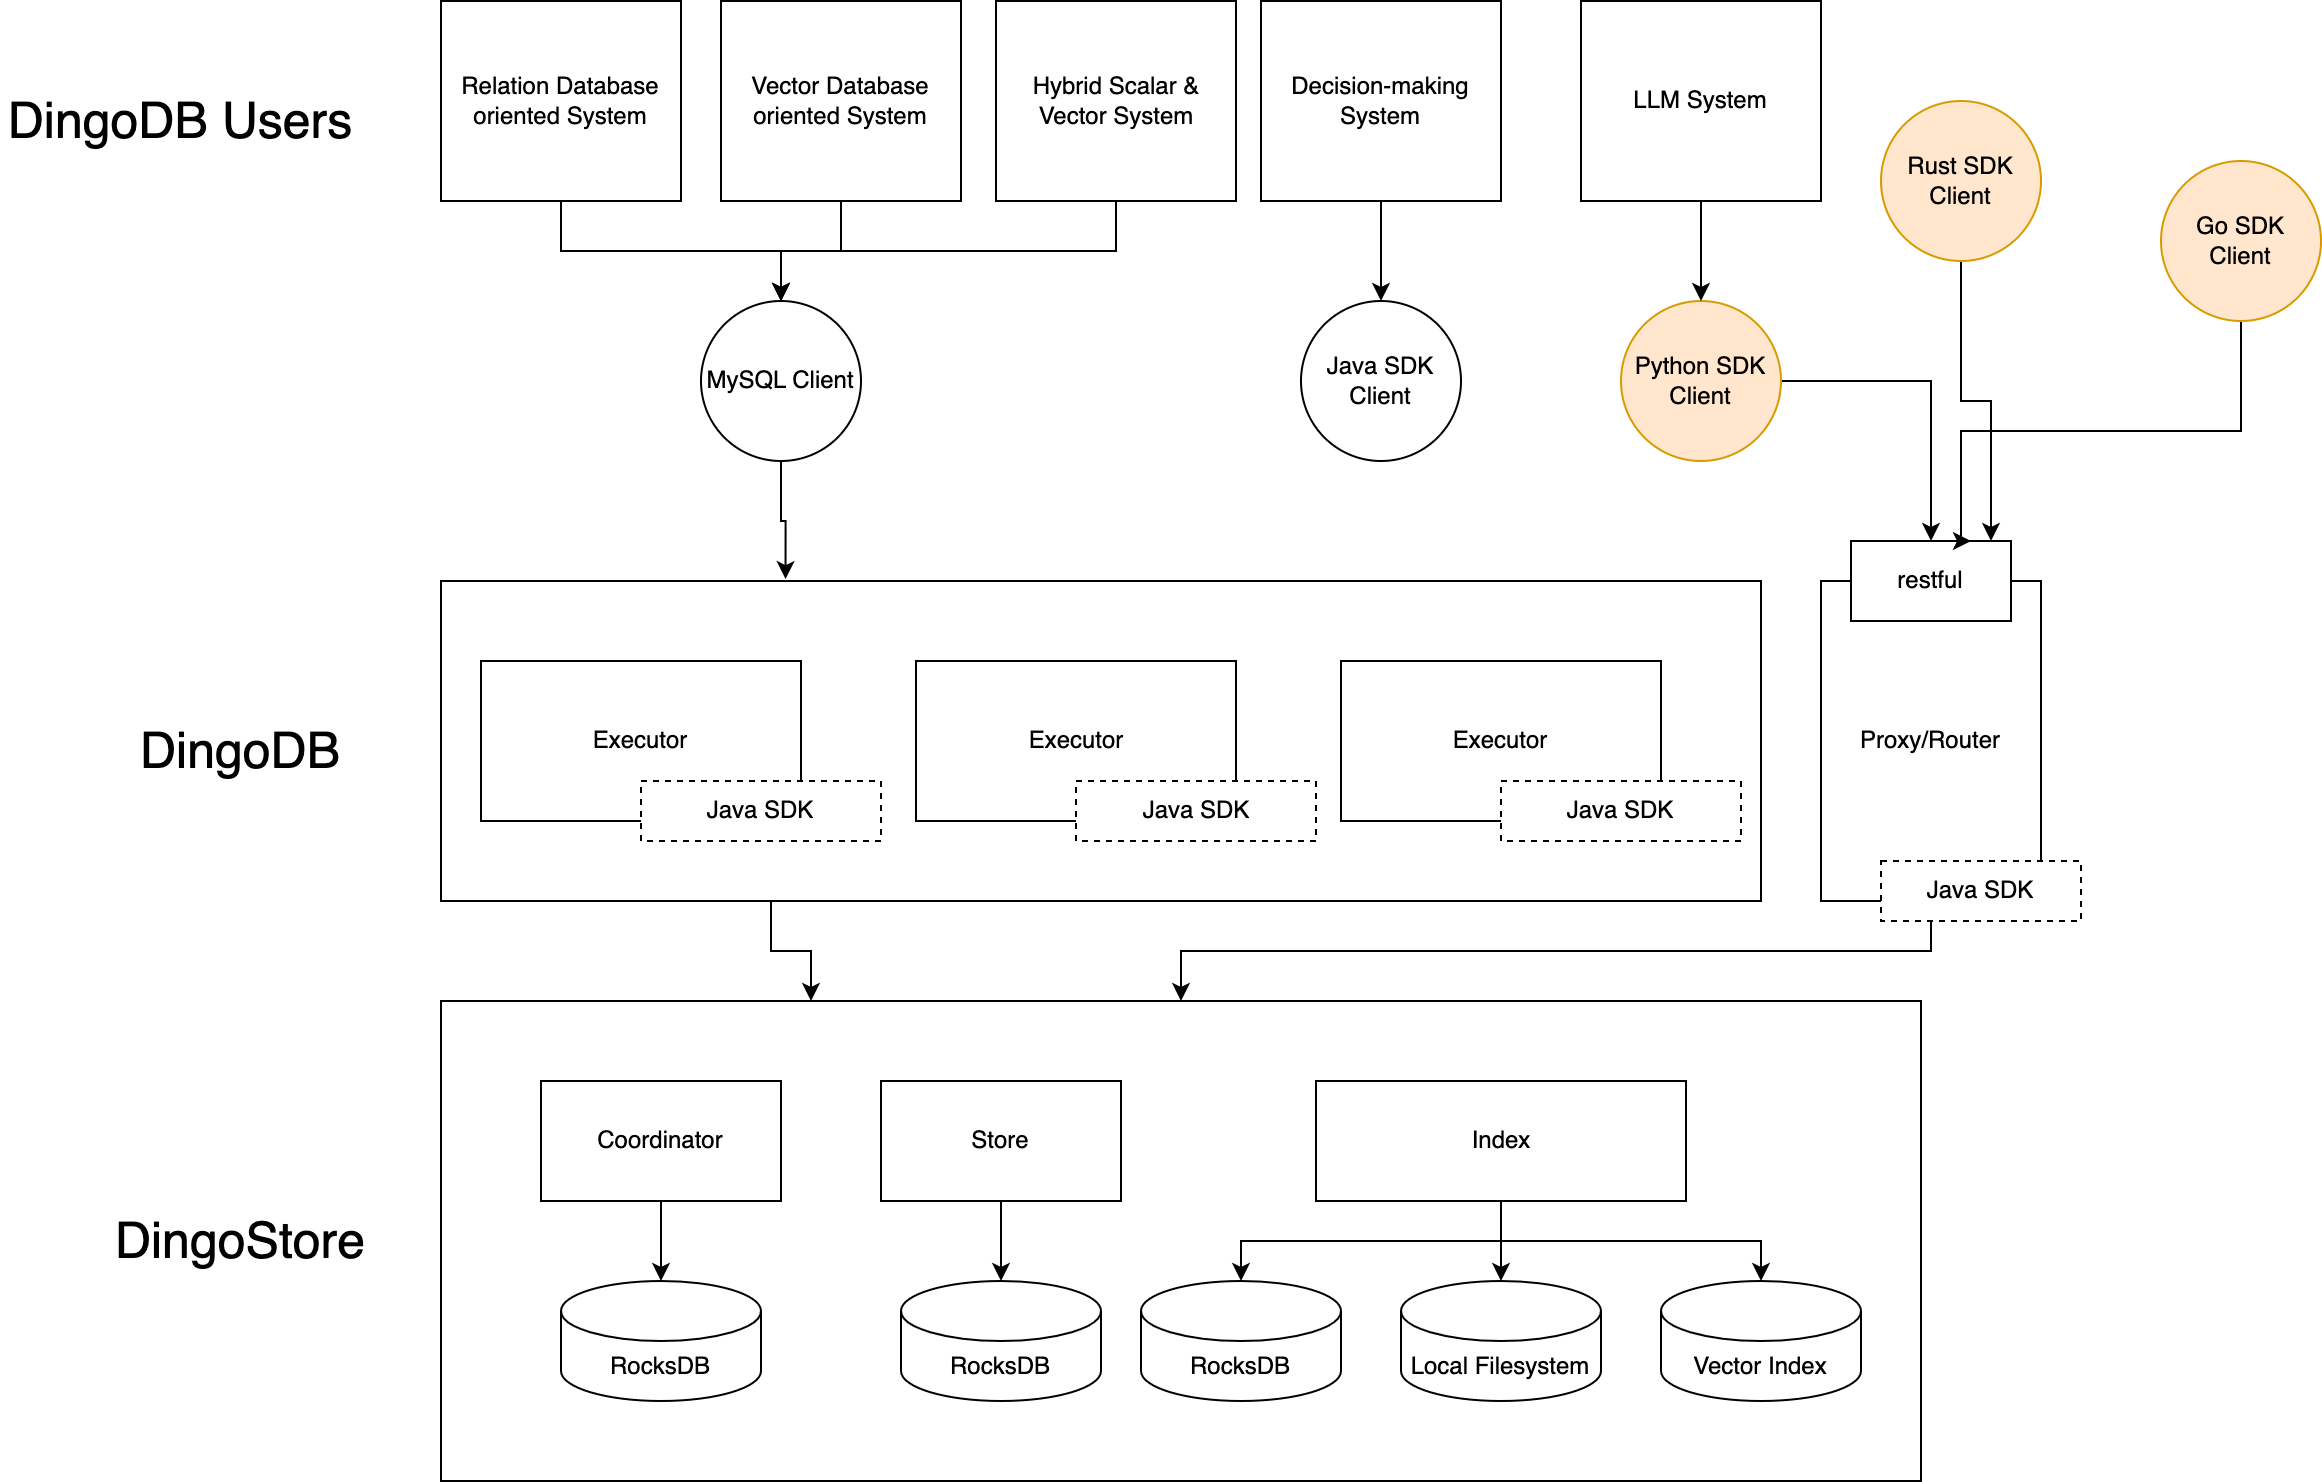 DingoDB Users
Relation Database
oriented System
Vector Database
oriented System
Hybrid Scalar &
Vector System
Decision-making
System
LLM System
Rust SDK
Client
Go SDK
Client
MySQL Client
Java SDK
Client
Python SDK
Client
restful
DingoDB
Executor
Java SDK
Executor
Java SDK
Executor
Java SDK
Proxy/Router
Java SDK
DingoStore
Coordinator
Store
Index
RocksDB
RocksDB
RocksDB
Local Filesystem
Vector Index